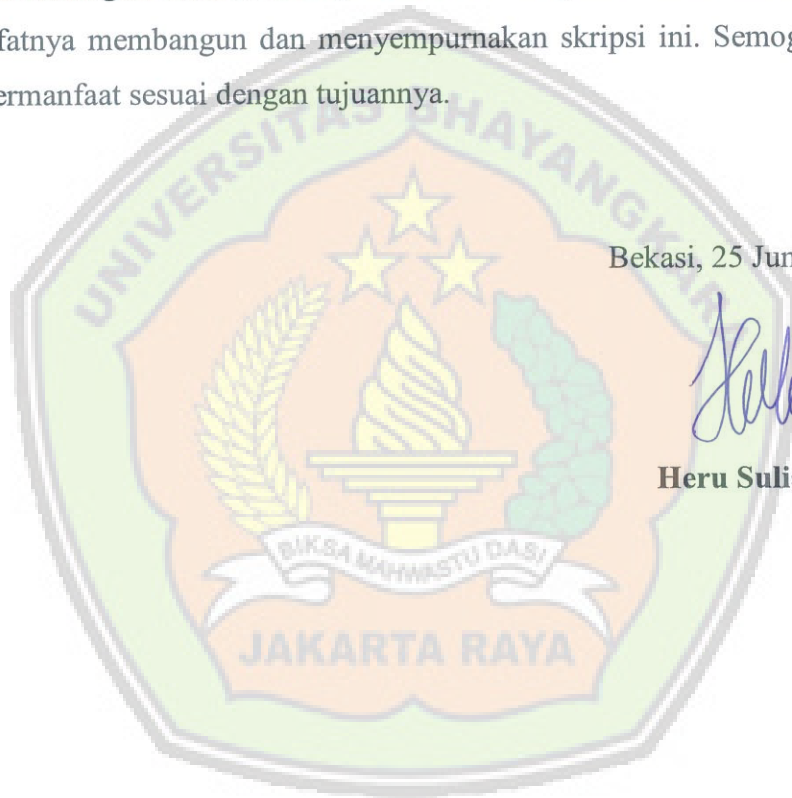 fatnya membangun dan menyempurnakan skripsi ini. Semog
ermanfaat sesuai dengan tujuannya.
UNIVERSITAS BHAYANGKAR
Bekasi, 25 Jun
Heru Suli
BIKSA MAHWASTU DASI
JAKARTA RAYA